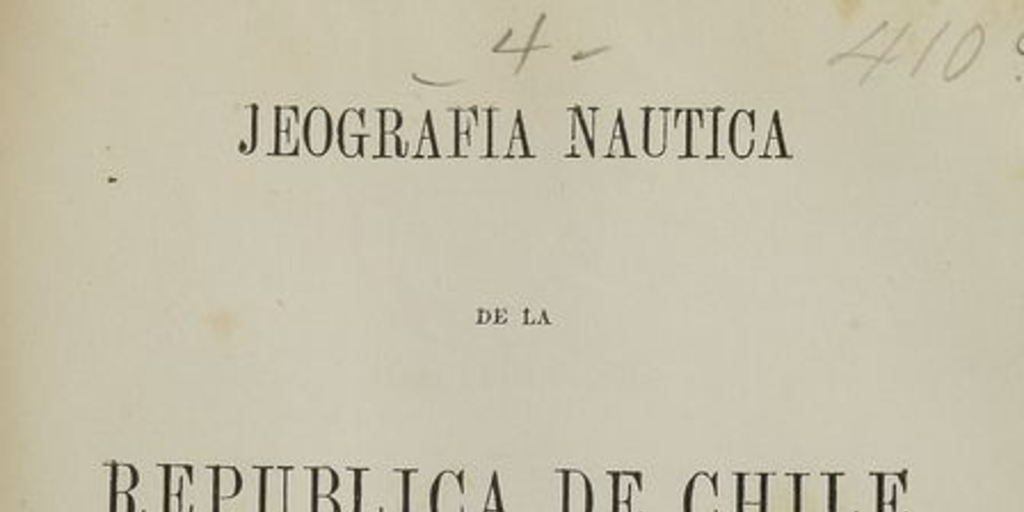 4 - 410
JEOGRAFIA NAUTICA
DE LA
REPUBLICA DE CHILE